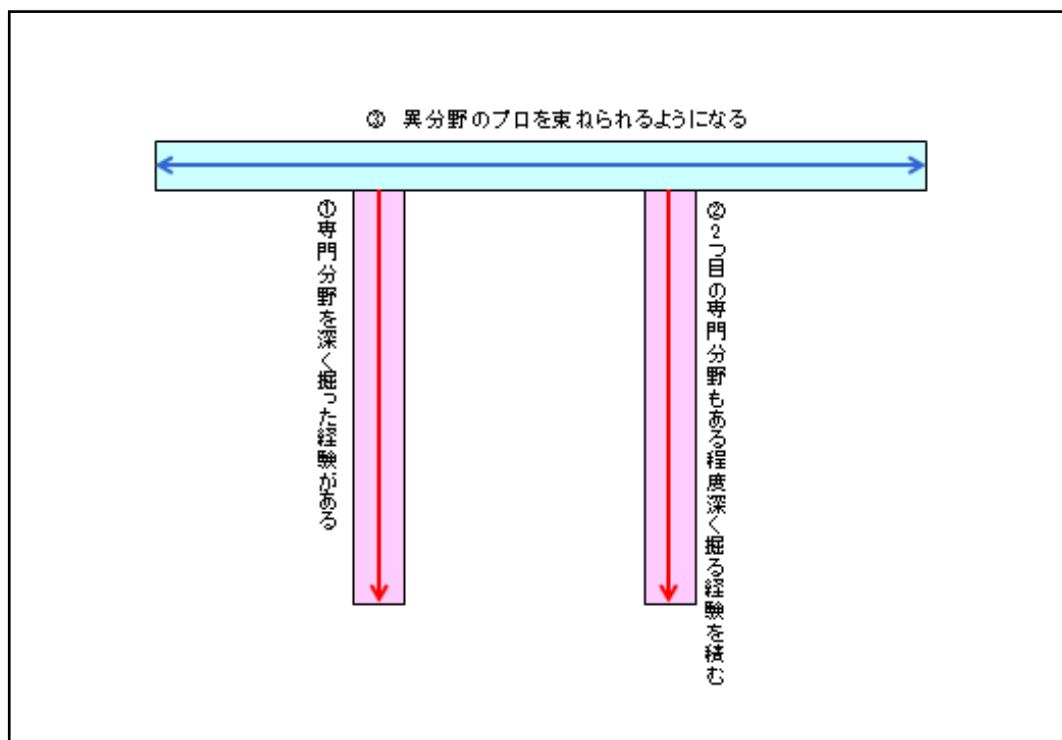 ③ 異分野のプロを束ねられるようになる
①専門分野を深く掘った経験がある
②2つ目の専門分野もある程度深く掘る経験を積む